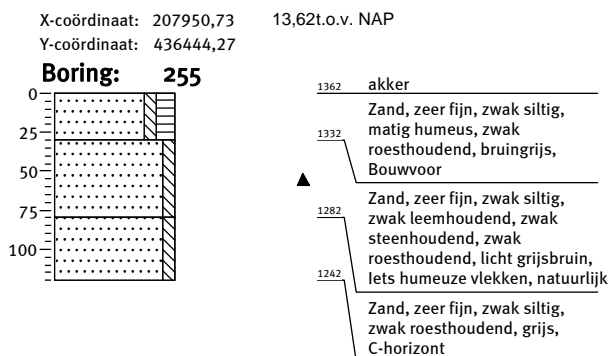 X-coördinaat: 207950,73 13,62t.o.v. NAP
Y-coördinaat: 436444,27
Boring: 255
0
25
50
75
100
1362 akker
Zand, zeer fijn, zwak siltig,
1332 matig humeus, zwak
roesthoudend, bruingrijs,
Bouwvoor
Zand, zeer fijn, zwak siltig,
1282 zwak leemhoudend, zwak
steenhoudend, zwak
roesthoudend, licht grijsbruin,
1242 Iets humeuze vlekken, natuurlijk
Zand, zeer fijn, zwak siltig,
zwak roesthoudend, grijs,
C-horizont